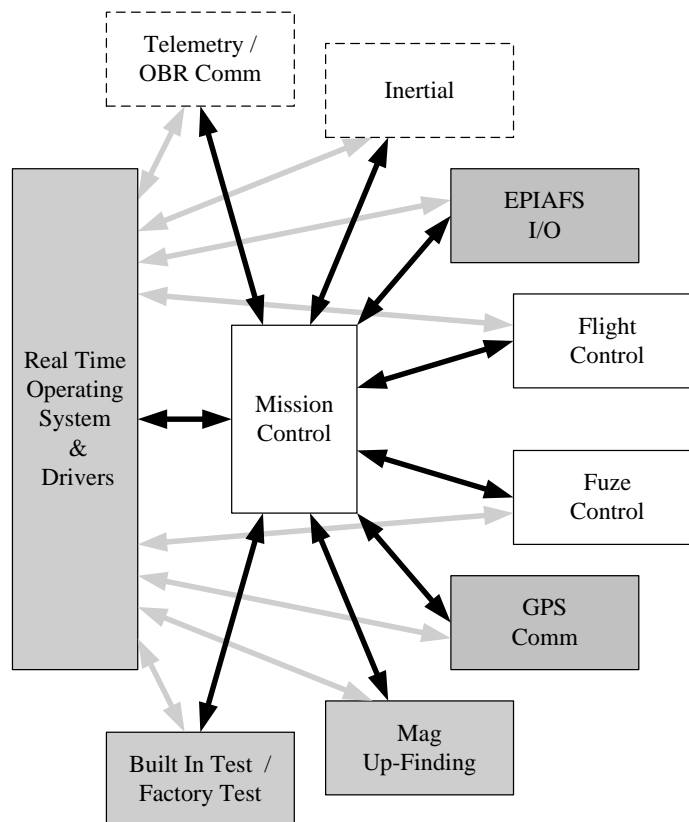 Telemetry /
OBR Comm
Inertial
EPIAFS
I/O
Flight
Control
Real Time
Operating
System
&
Drivers
Mission
Control
Fuze
Control
GPS
Comm
Mag
Up-Finding
Built In Test /
Factory Test